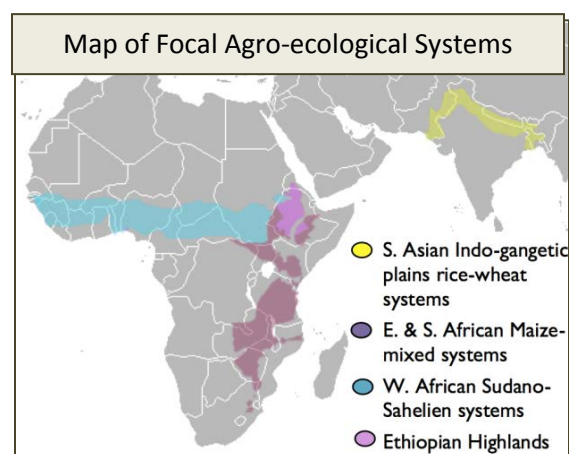 Map of Focal Agro-ecological Systems
S. Asian Indo-gangetic
plains rice-wheat
systems
E. & S. African Maize-
mixed systems
W. African Sudano-
Sahelien systems
Ethiopian Highlands